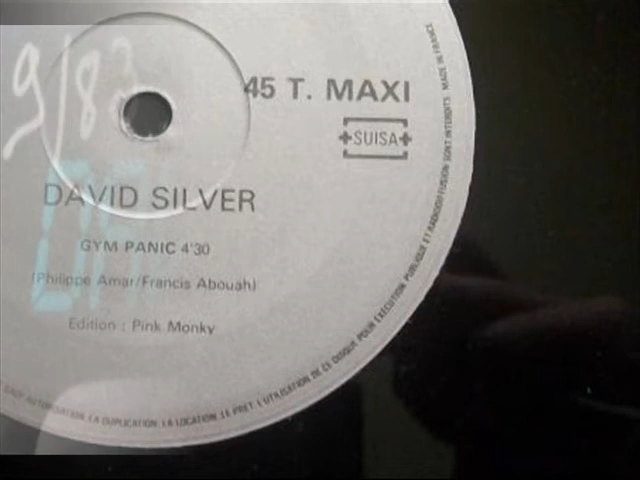 9/83
45 T. MAXI
SUISA
DAVID SILVER
GYM PANIC 4'30
(Philippe Amar/Francis Abouah)
Edition : Pink Monky
SAUF AUTORISATION, LA DUPLICATION, LA LOCATION, LE PRET, L'UTILISATION DE CE DISQUE POUR EXECUTION PUBLIQUE ET RADIODIFFUSION SONT INTERDITS MADE IN FRANCE